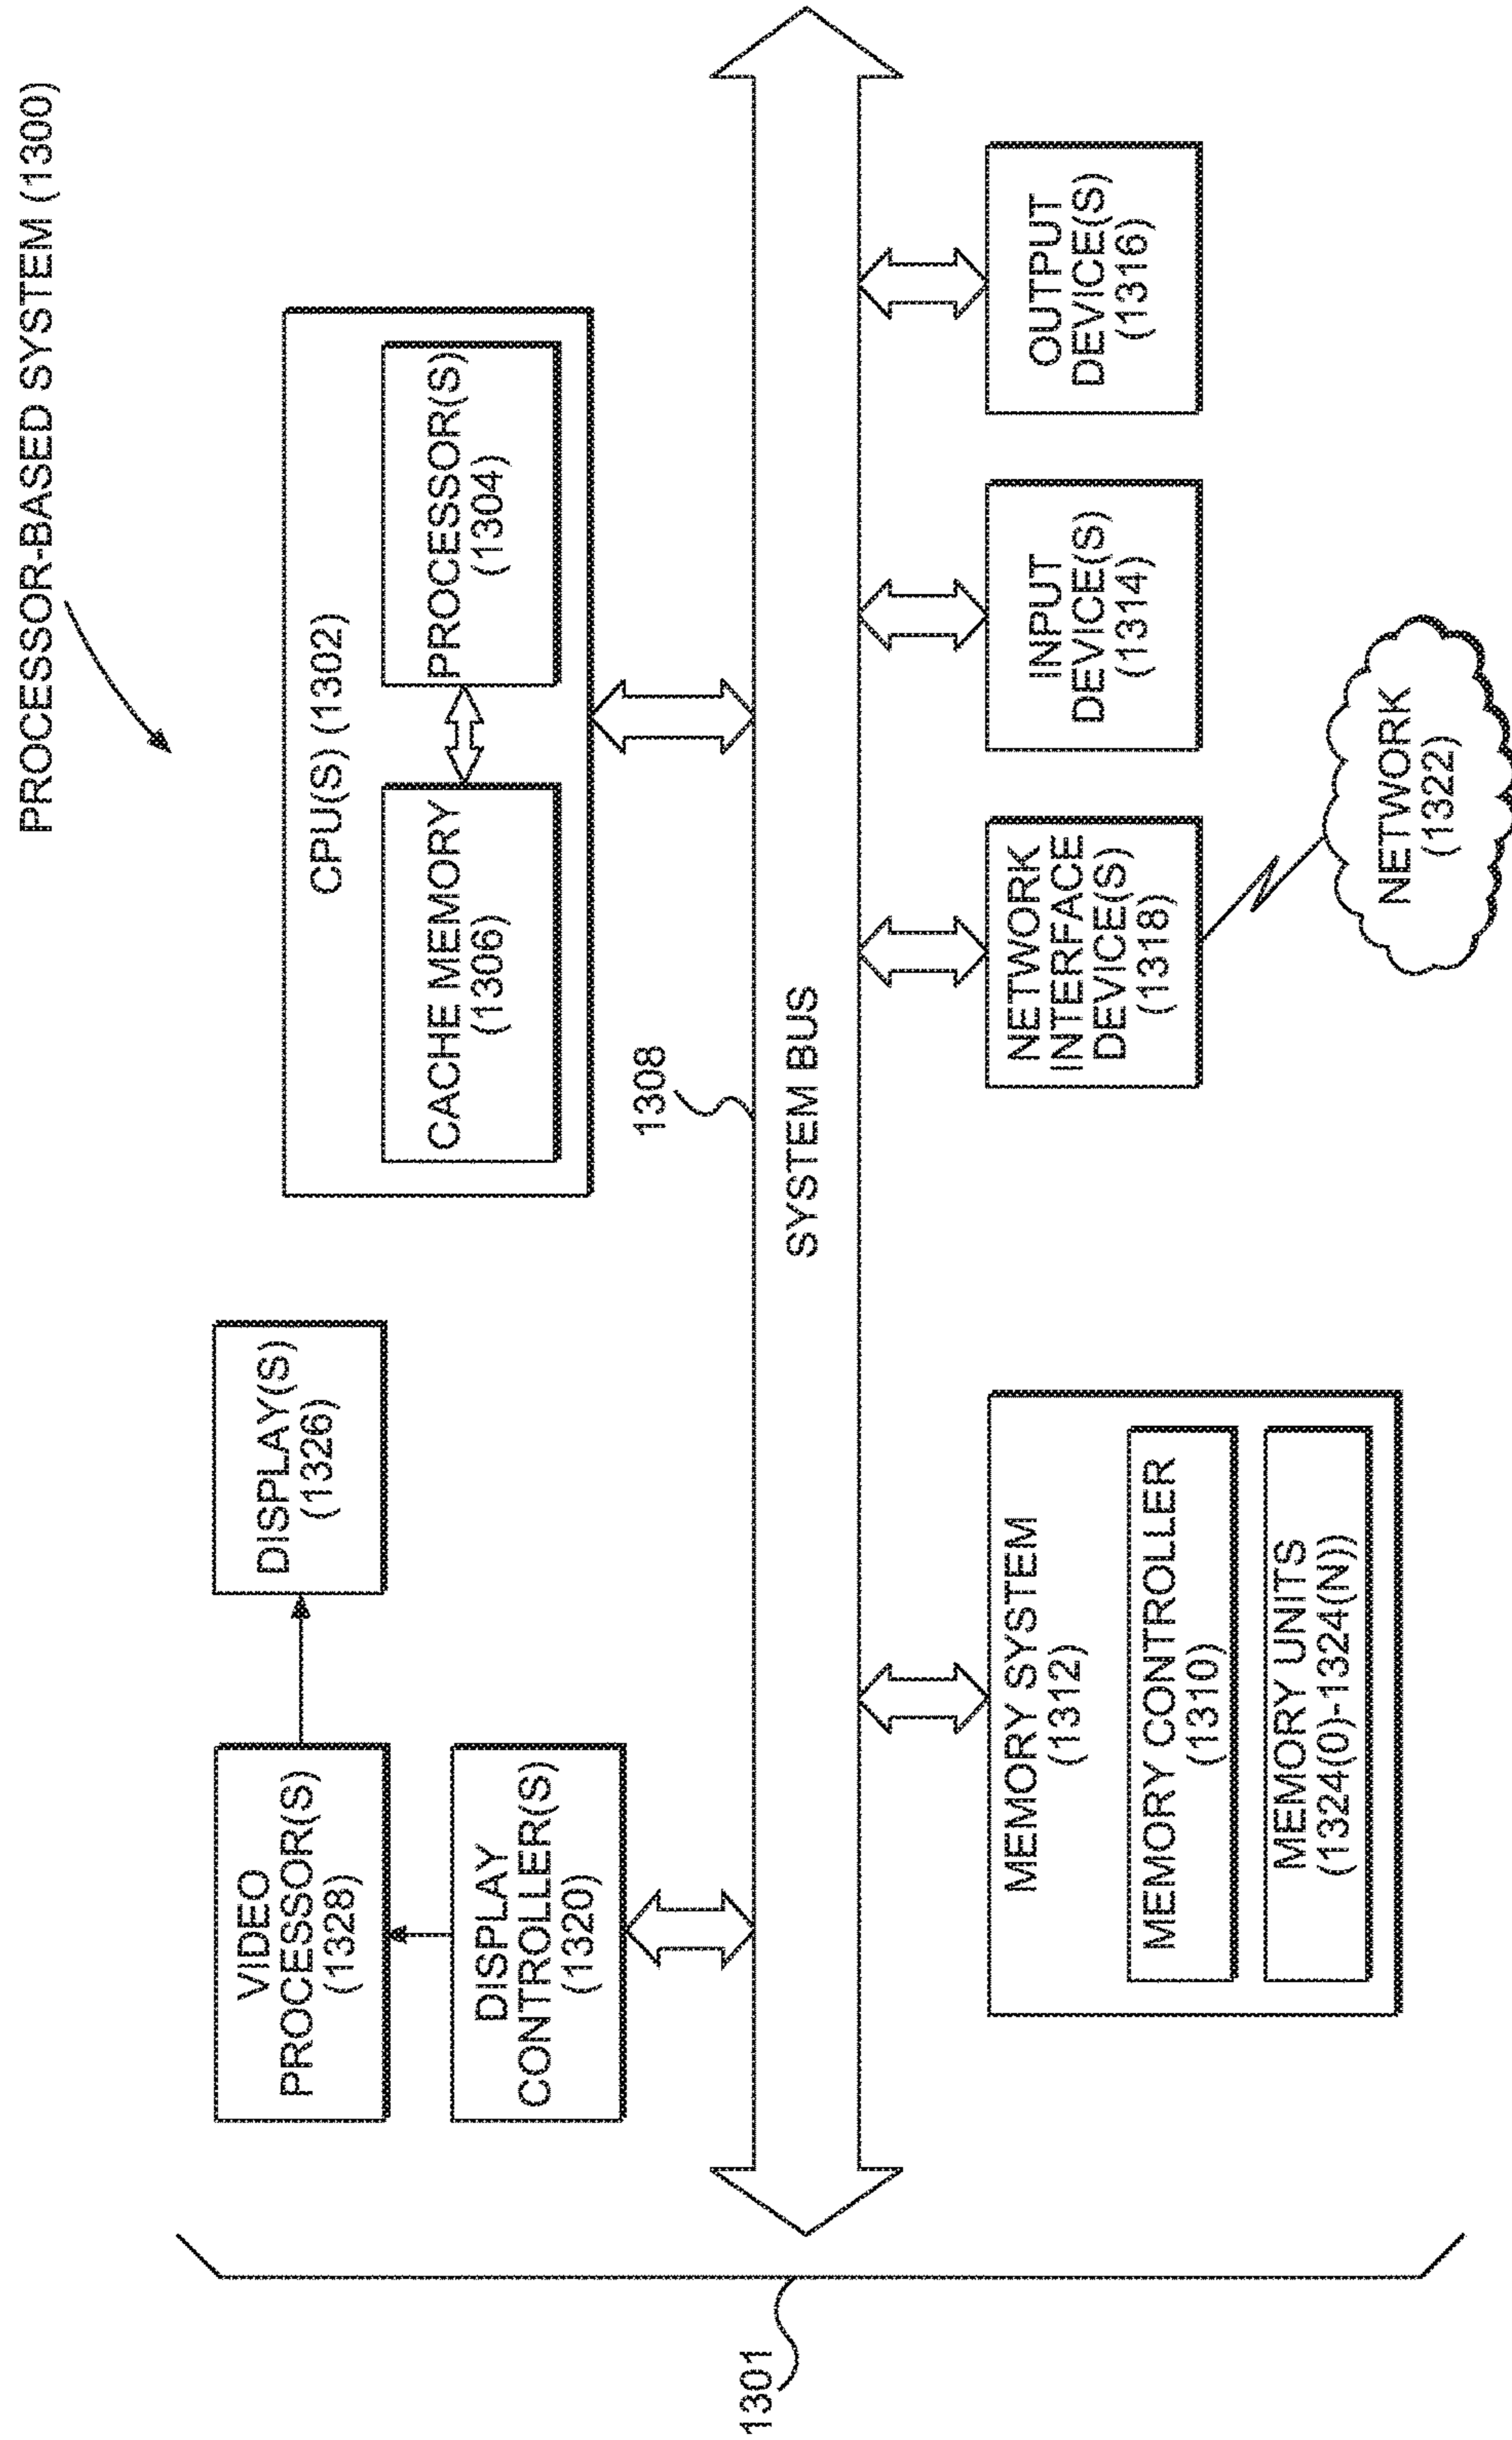 PROCESSOR-BASED SYSTEM (1300)
CPU(S) (1302)
CACHE MEMORY
(1306)
PROCESSOR(S)
(1304)
VIDEO
PROCESSOR(S)
(1328)
DISPLAY(S)
(1326)
DISPLAY
CONTROLLER(S)
(1320)
1308
SYSTEM BUS
1301
MEMORY SYSTEM
(1312)
MEMORY CONTROLLER
(1310)
MEMORY UNITS
(1324(0)-1324(N))
NETWORK
INTERFACE
DEVICE(S)
(1318)
INPUT
DEVICE(S)
(1314)
OUTPUT
DEVICE(S)
(1316)
NETWORK
(1322)